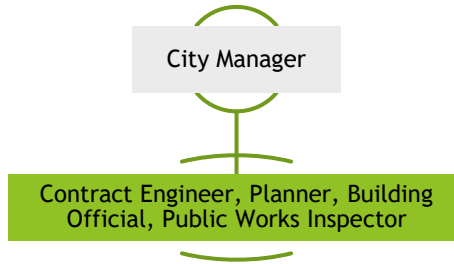 City Manager
Contract Engineer, Planner, Building
Official, Public Works Inspector